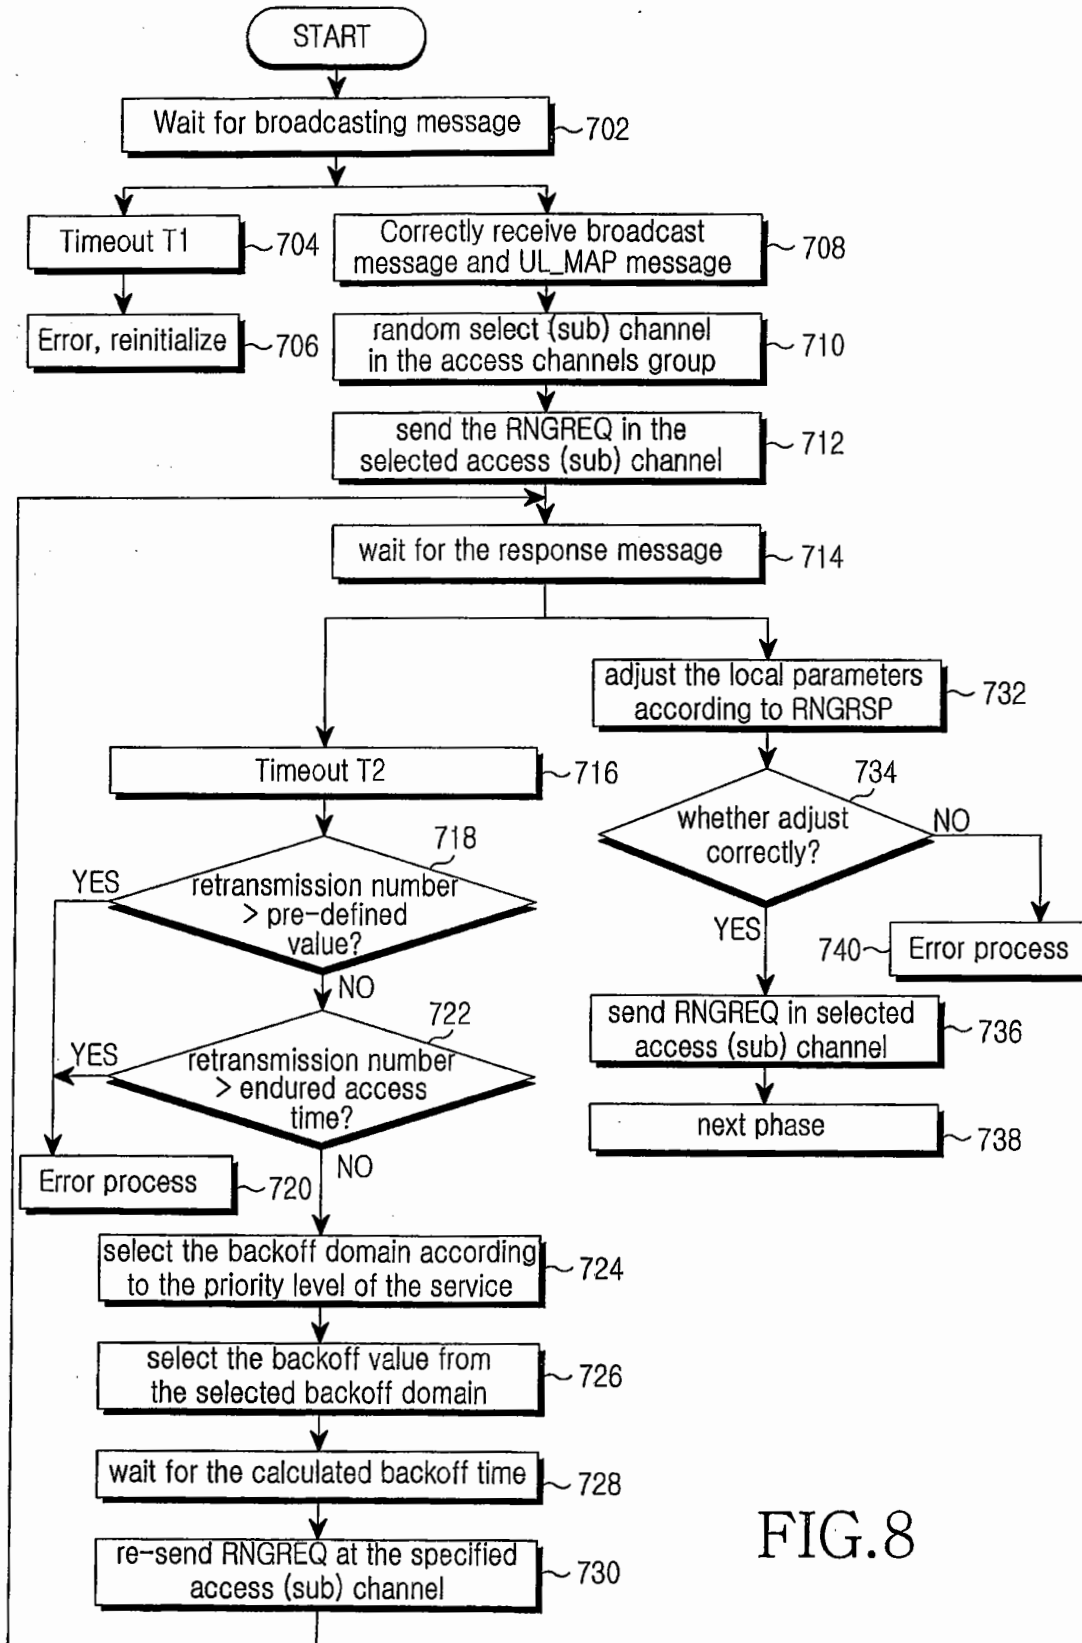 START
Wait for broadcasting message
702
Timeout T1
704
Correctly receive broadcast
message and UL_MAP message
708
Error, reinitialize
706
random select (sub) channel
in the access channels group
710
send the RNGREQ in the
selected access (sub) channel
712
wait for the response message
714
adjust the local parameters
according to RNGRSP
732
Timeout T2
716
734
whether adjust
correctly?
NO
YES
718
retransmission number
> pre-defined
value?
YES
NO
740
Error process
722
retransmission number
> endured access
time?
YES
NO
send RNGREQ in selected
access (sub) channel
736
next phase
738
Error process
720
select the backoff domain according
to the priority level of the service
724
select the backoff value from
the selected backoff domain
726
wait for the calculated backoff time
728
re-send RNGREQ at the specified
access (sub) channel
730
FIG.8